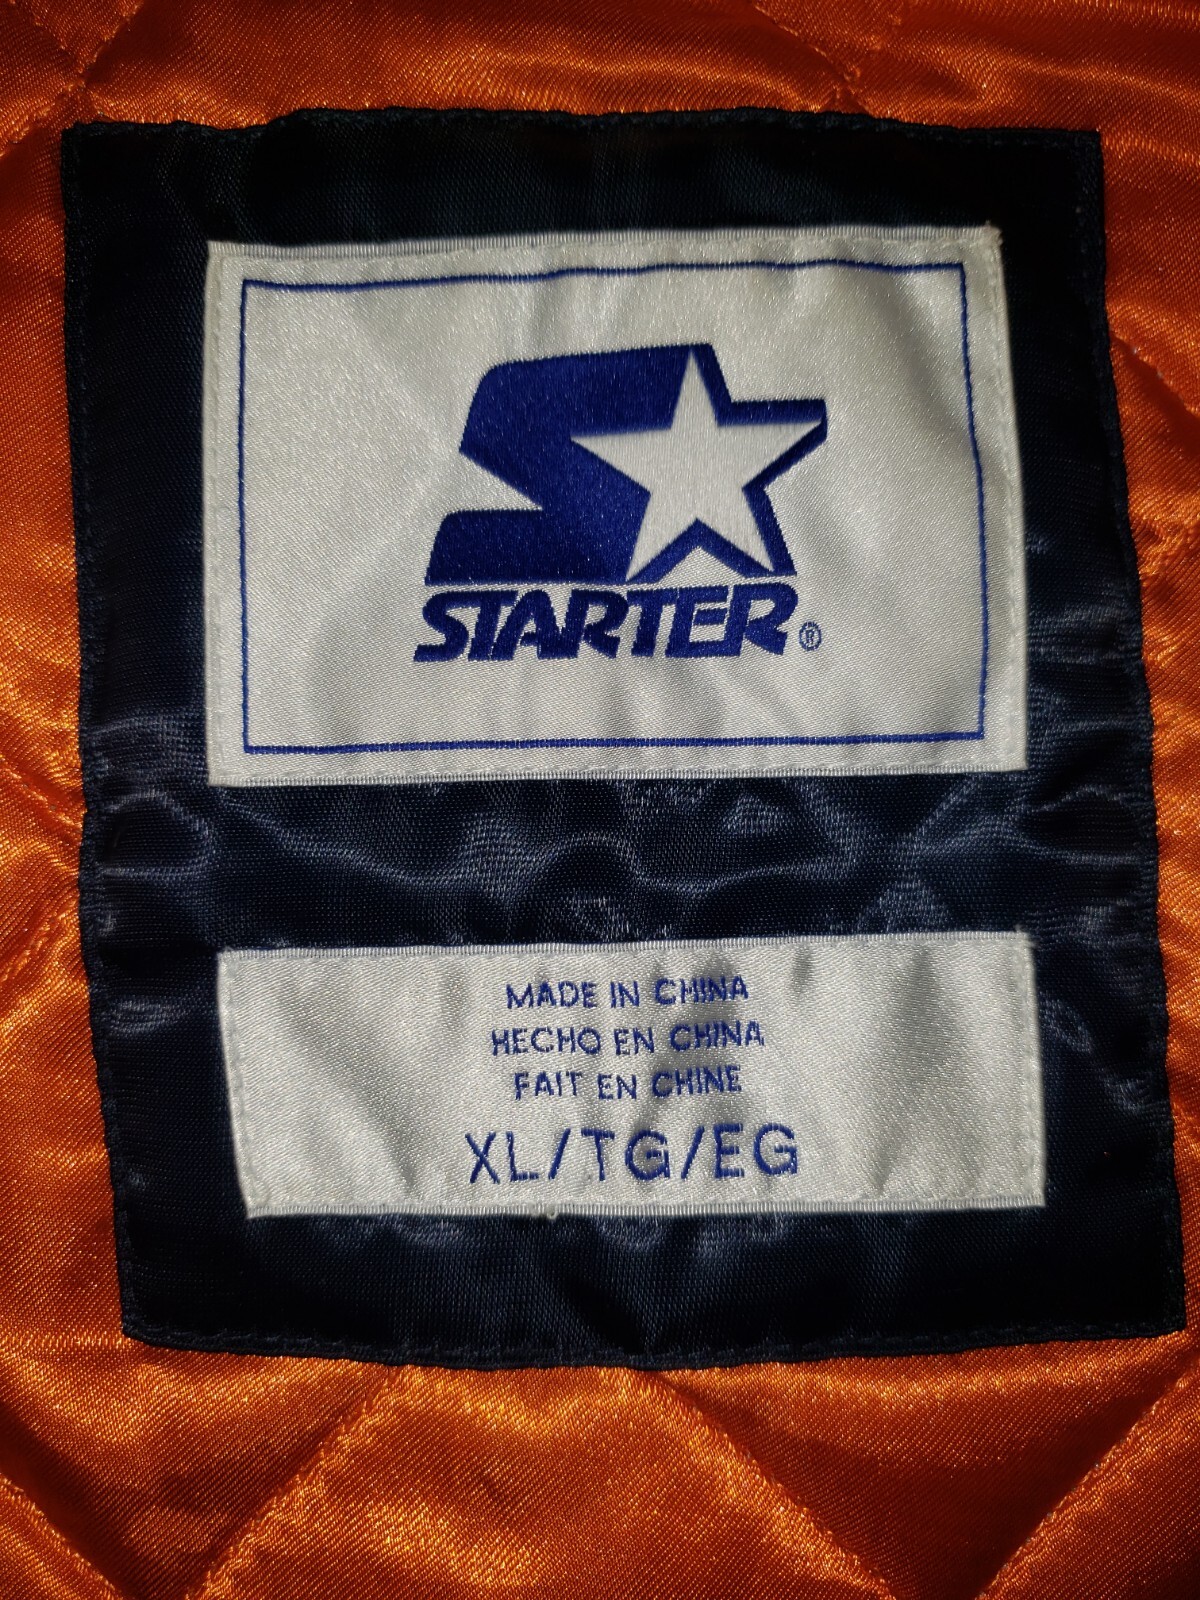 STARTER®
MADE IN CHINA
HECHO EN CHINA
FAIT EN CHINE
XL/TG/EG